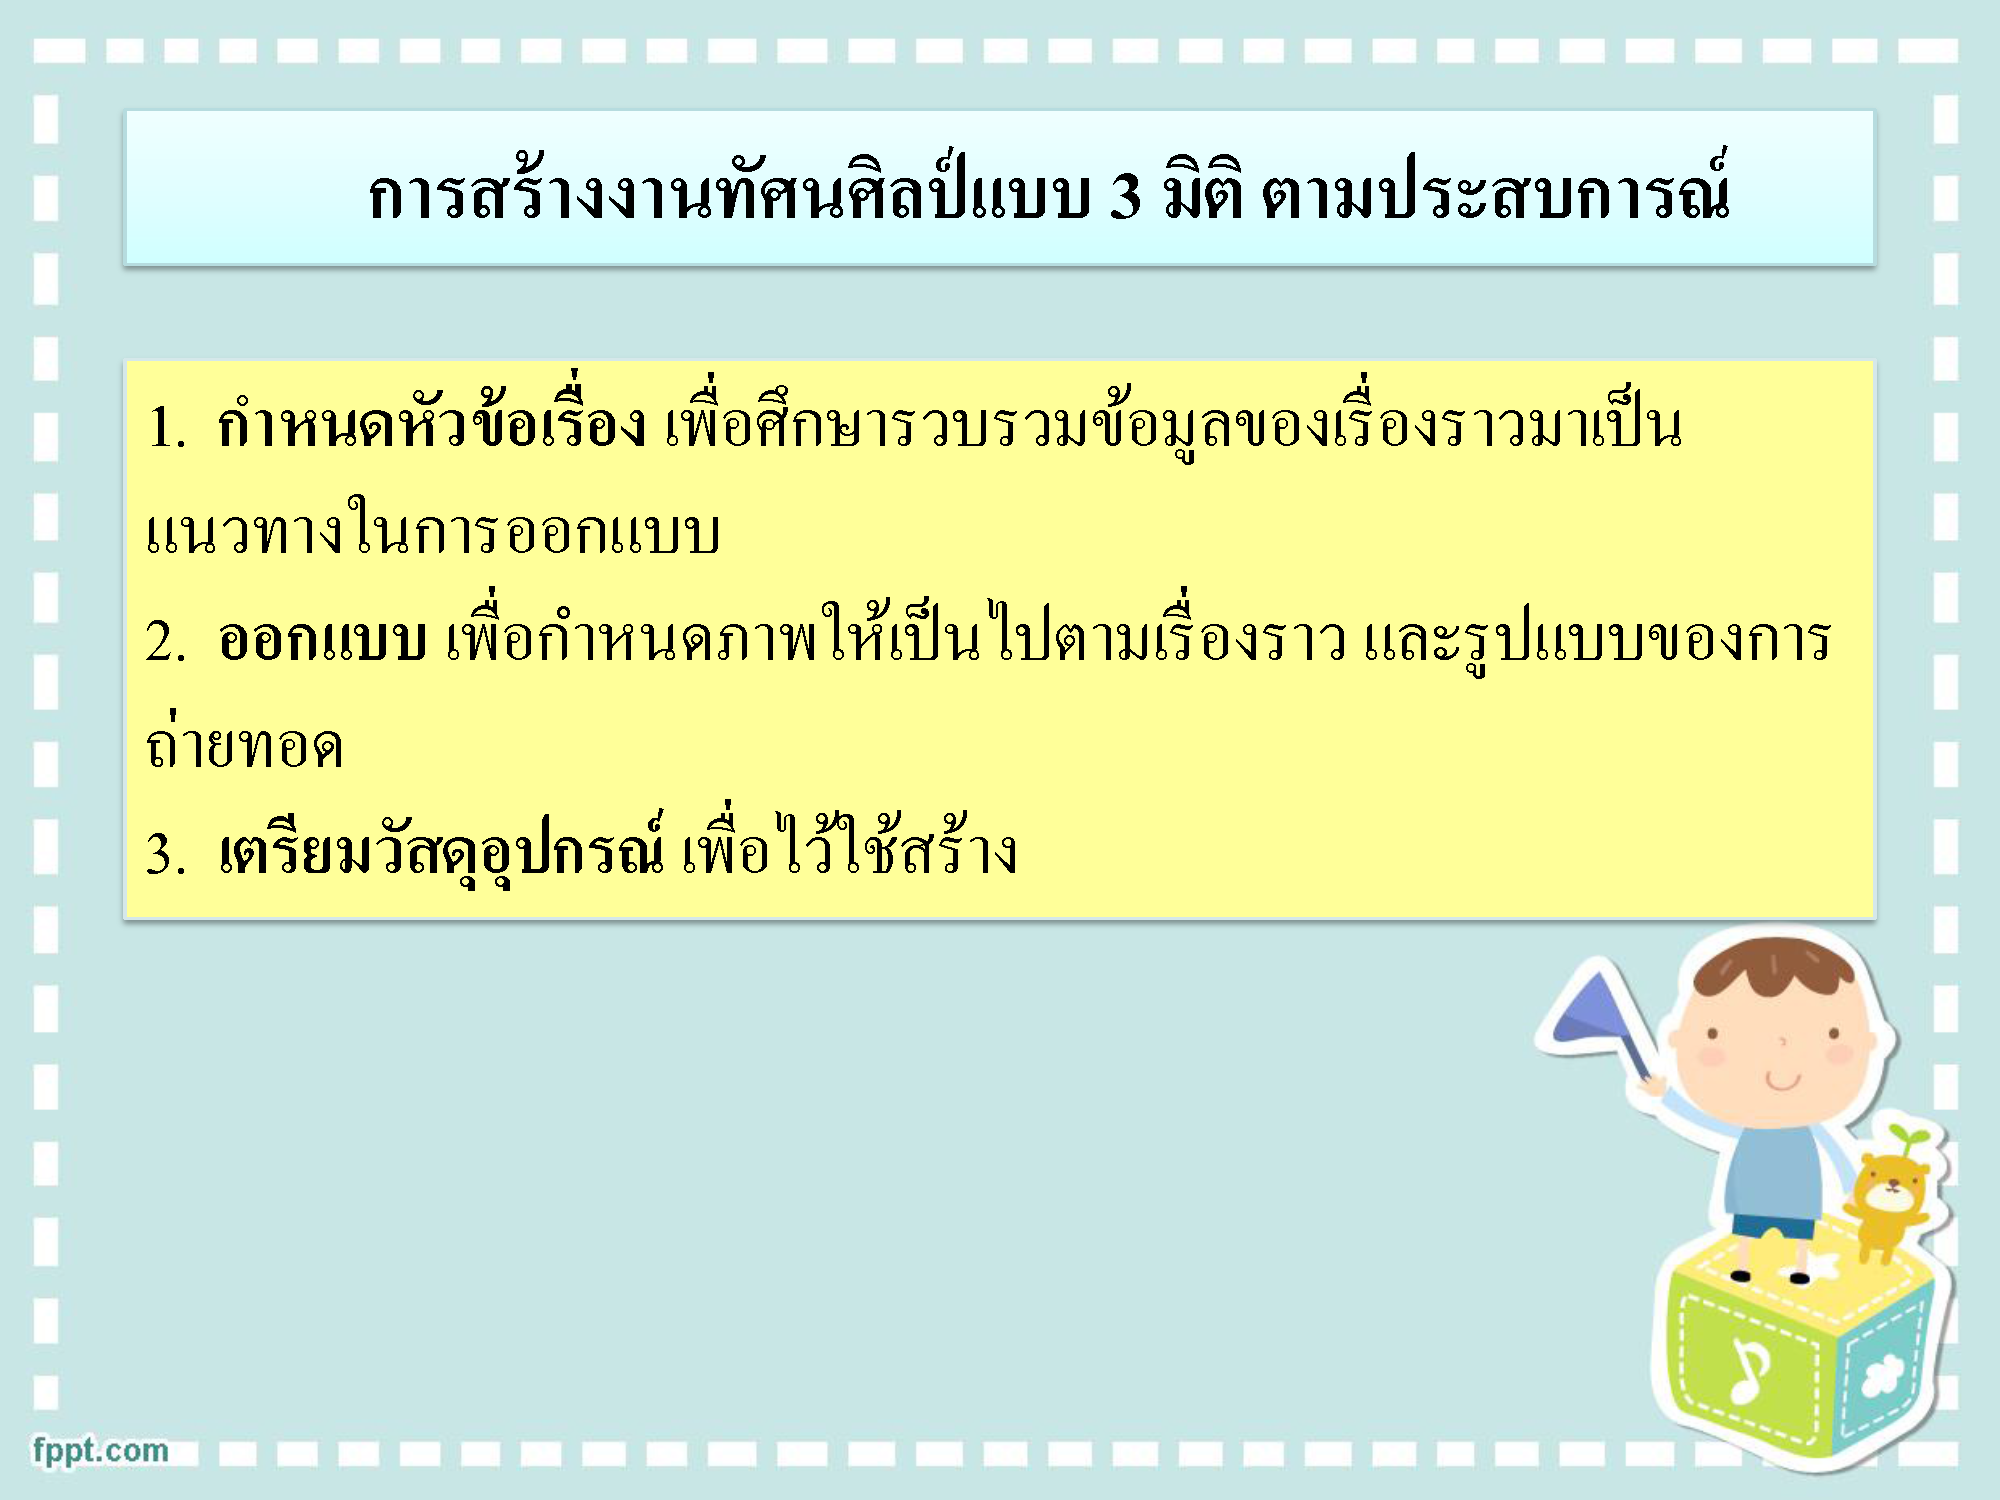 การสร้างงานทัศนศิลป์แบบ 3 มิติ ตามประสบการณ์
1. กำหนดหัวข้อเรื่อง เพื่อศึกษารวบรวมข้อมูลของเรื่องราวมาเป็น
แนวทางในการออกแบบ
2. ออกแบบ เพื่อกำหนดภาพให้เป็นไปตามเรื่องราว และรูปแบบของการ
ถ่ายทอด
3. เตรียมวัสดุอุปกรณ์ เพื่อไว้ใช้สร้าง
fppt.com